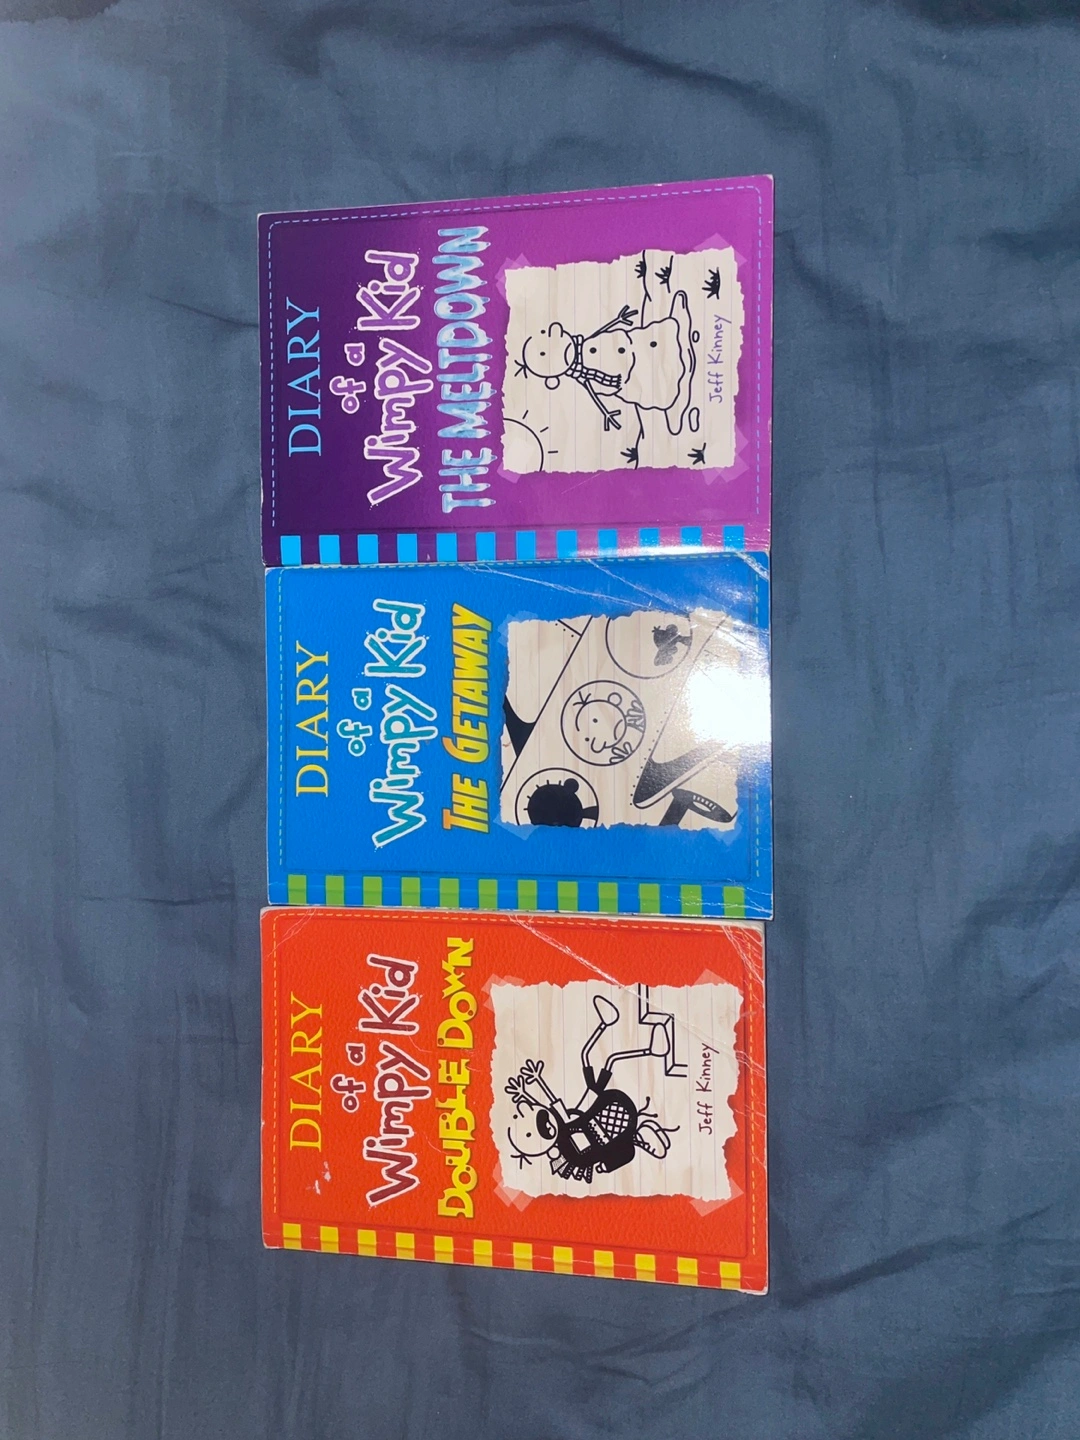 DIARY
of a
Wimpy Kid
THE MELTDOWN
Jeff Kinney
DIARY
of a
Wimpy Kid
THE GETAWAY
DIARY
of a
Wimpy Kid
DOUBLE DOWN
Jeff Kinney